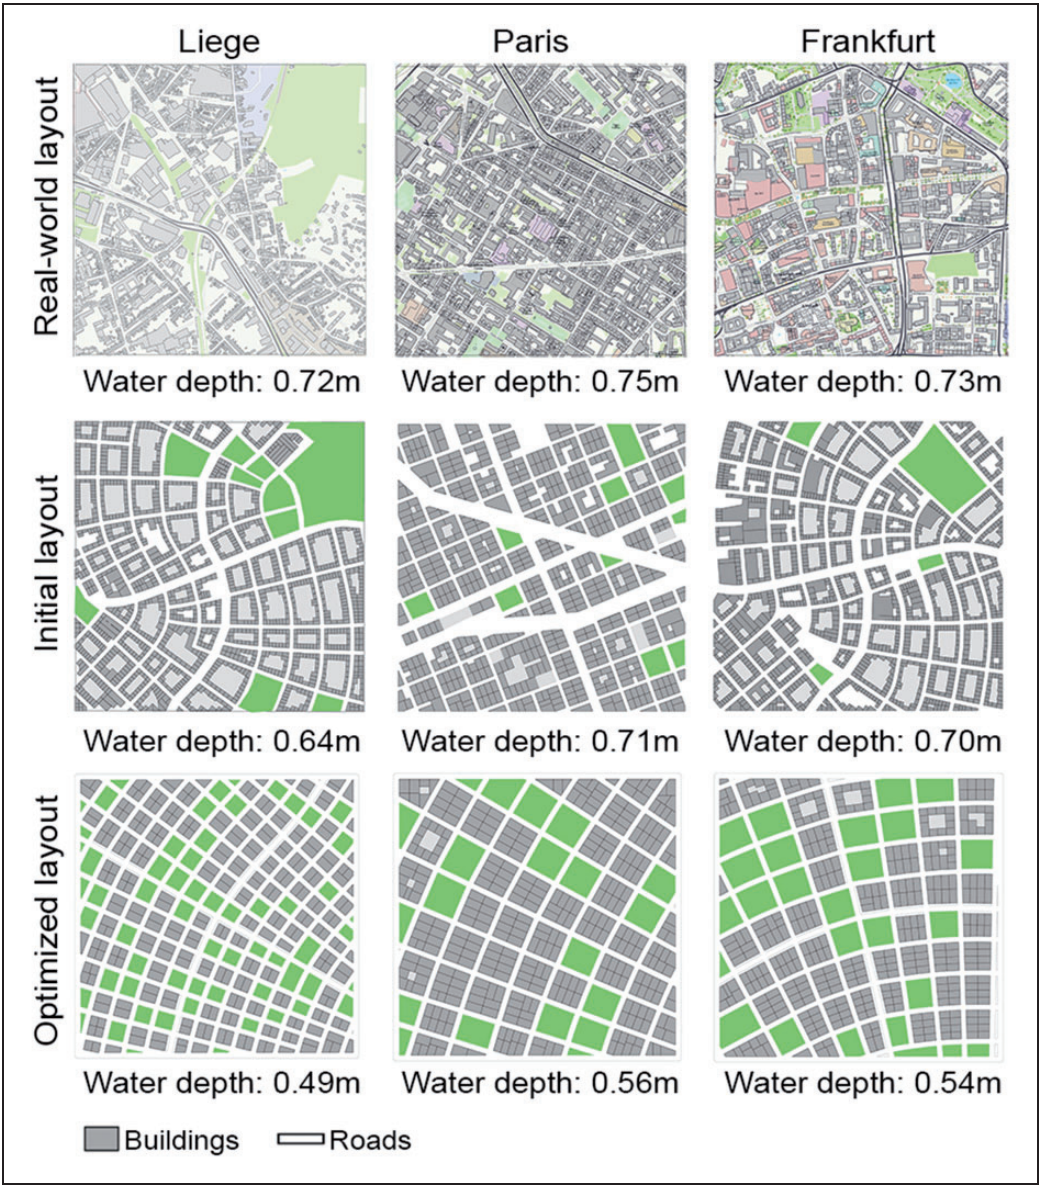 Liege Paris Frankfurt
Real-world layout
Water depth: 0.72m Water depth: 0.75m Water depth: 0.73m
Initial layout
Water depth: 0.64m Water depth: 0.71m Water depth: 0.70m
Optimized layout
Water depth: 0.49m Water depth: 0.56m Water depth: 0.54m
Buildings Roads